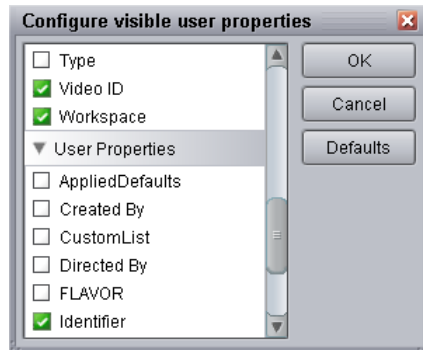 Configure visible user properties
Type
Video ID
Workspace
User Properties
AppliedDefaults
Created By
CustomList
Directed By
FLAVOR
Identifier
OK
Cancel
Defaults